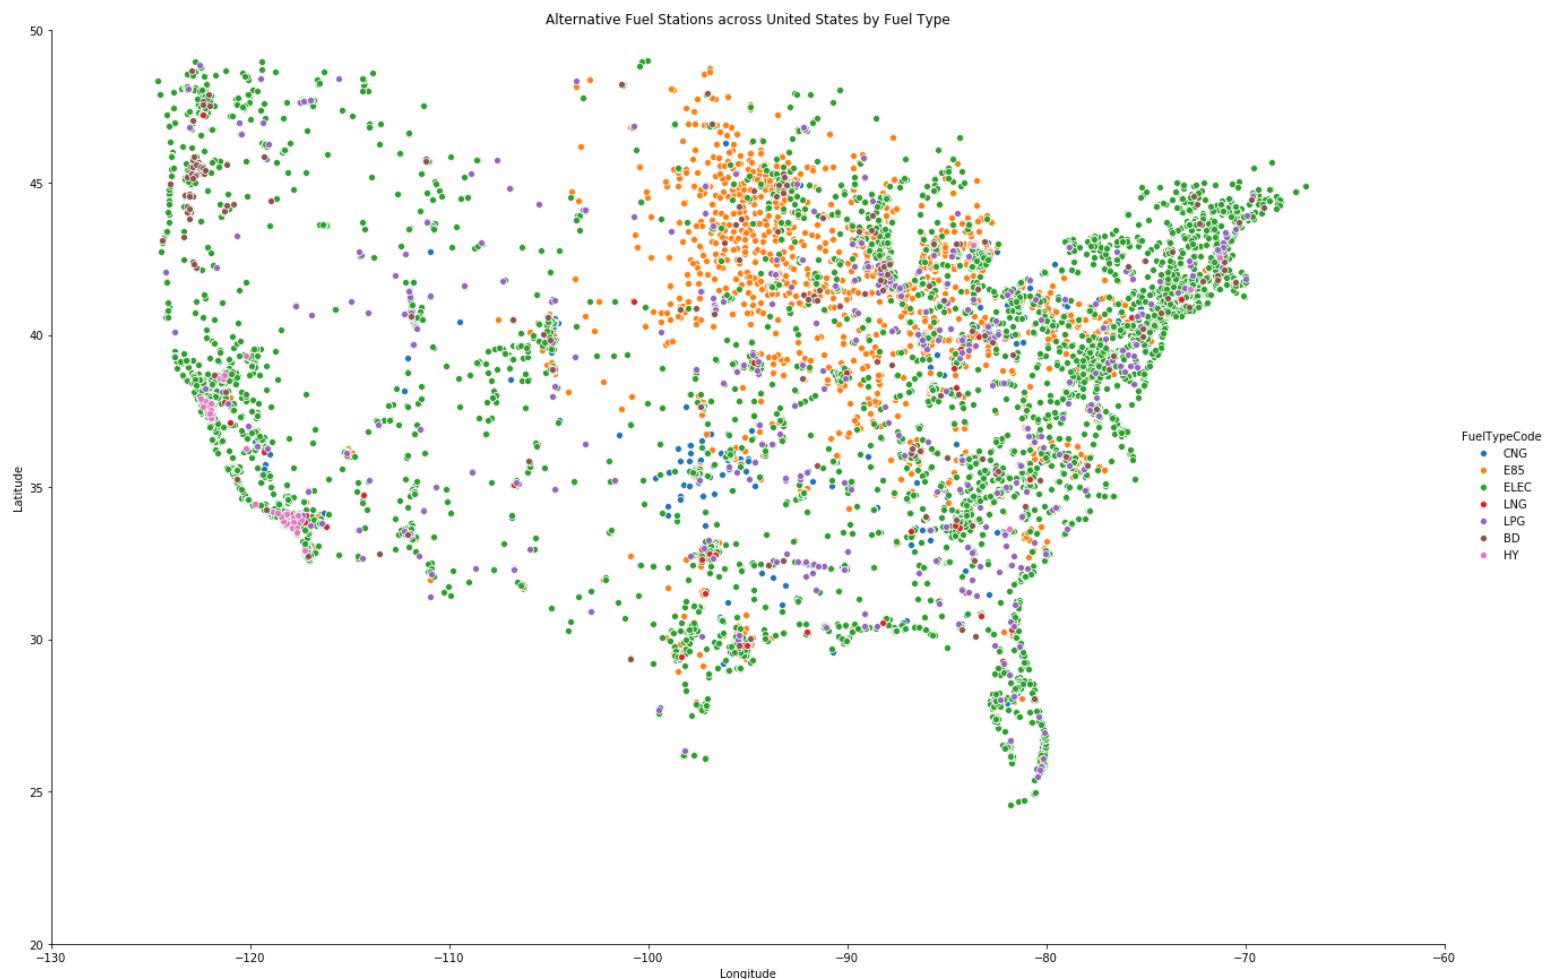 Alternative Fuel Stations across United States by Fuel Type
50
45
40
35
30
25
20
Latitude
−130
−120
−110
−100
−90
−80
−70
−60
Longitude
FuelTypeCode
CNG
E85
ELEC
LNG
LPG
BD
HY